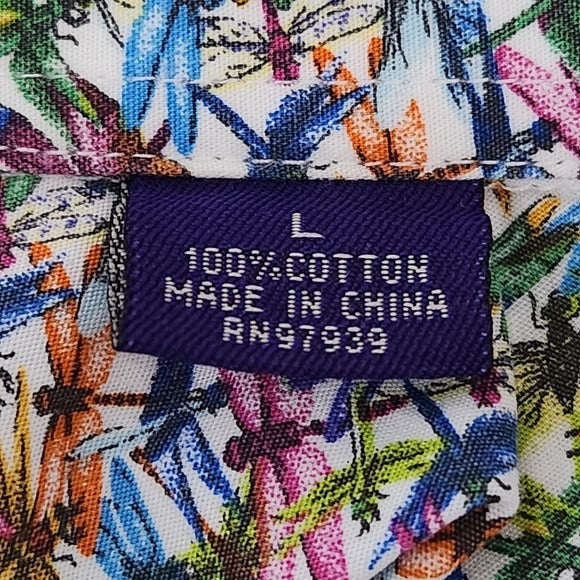 L
100% COTTON
MADE IN CHINA
RN97939